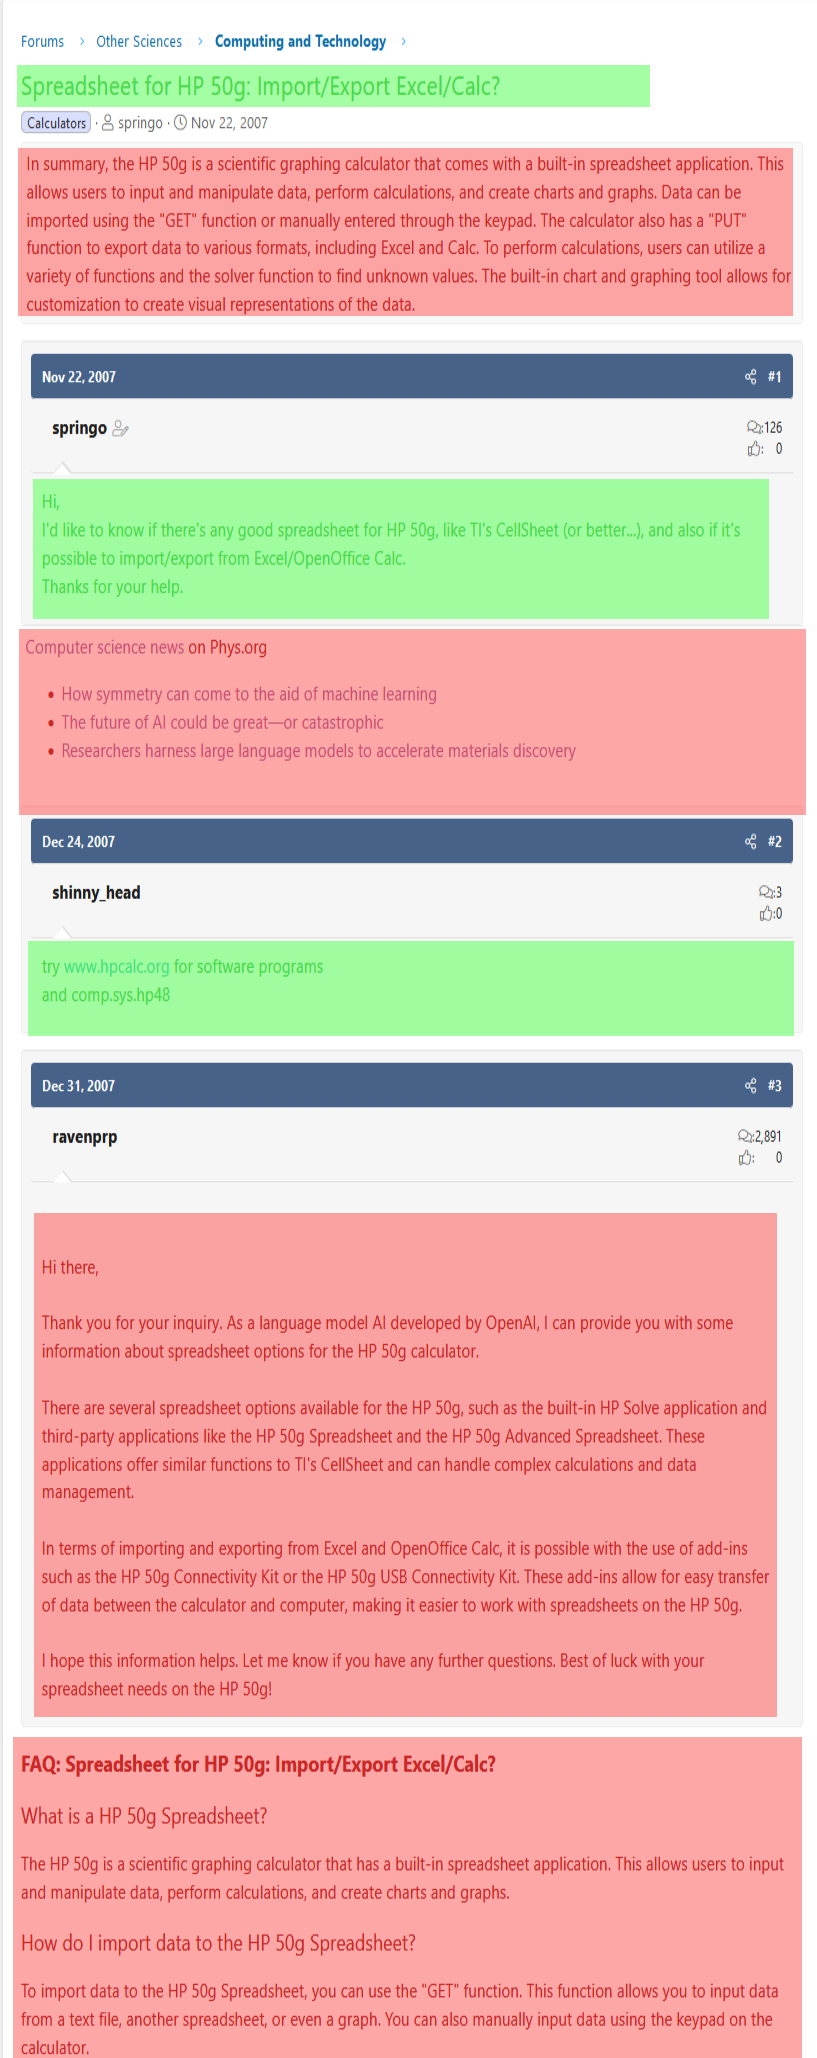 Forums > Other Sciences > Computing and Technology >
Spreadsheet for HP 50g: Import/Export Excel/Calc?
Calculators · springo · Nov 22, 2007
In summary, the HP 50g is a scientific graphing calculator that comes with a built-in spreadsheet application. This
allows users to input and manipulate data, perform calculations, and create charts and graphs. Data can be
imported using the "GET" function or manually entered through the keypad. The calculator also has a "PUT"
function to export data to various formats, including Excel and Calc. To perform calculations, users can utilize a
variety of functions and the solver function to find unknown values. The built-in chart and graphing tool allows for
customization to create visual representations of the data.
Nov 22, 2007 #1
springo :126
: 0
Hi,
I'd like to know if there's any good spreadsheet for HP 50g, like TI's CellSheet (or better...), and also if it's
possible to import/export from Excel/OpenOffice Calc.
Thanks for your help.
Computer science news on Phys.org
• How symmetry can come to the aid of machine learning
• The future of AI could be great—or catastrophic
• Researchers harness large language models to accelerate materials discovery
Dec 24, 2007 #2
shinny_head :3
:0
try www.hpcalc.org for software programs
and comp.sys.hp48
Dec 31, 2007 #3
ravenprp :2,891
: 0
Hi there,
Thank you for your inquiry. As a language model AI developed by OpenAI, I can provide you with some
information about spreadsheet options for the HP 50g calculator.
There are several spreadsheet options available for the HP 50g, such as the built-in HP Solve application and
third-party applications like the HP 50g Spreadsheet and the HP 50g Advanced Spreadsheet. These
applications offer similar functions to TI's CellSheet and can handle complex calculations and data
management.
In terms of importing and exporting from Excel and OpenOffice Calc, it is possible with the use of add-ins
such as the HP 50g Connectivity Kit or the HP 50g USB Connectivity Kit. These add-ins allow for easy transfer
of data between the calculator and computer, making it easier to work with spreadsheets on the HP 50g.
I hope this information helps. Let me know if you have any further questions. Best of luck with your
spreadsheet needs on the HP 50g!
FAQ: Spreadsheet for HP 50g: Import/Export Excel/Calc?
What is a HP 50g Spreadsheet?
The HP 50g is a scientific graphing calculator that has a built-in spreadsheet application. This allows users to input
and manipulate data, perform calculations, and create charts and graphs.
How do I import data to the HP 50g Spreadsheet?
To import data to the HP 50g Spreadsheet, you can use the "GET" function. This function allows you to input data
from a text file, another spreadsheet, or even a graph. You can also manually input data using the keypad on the
calculator.